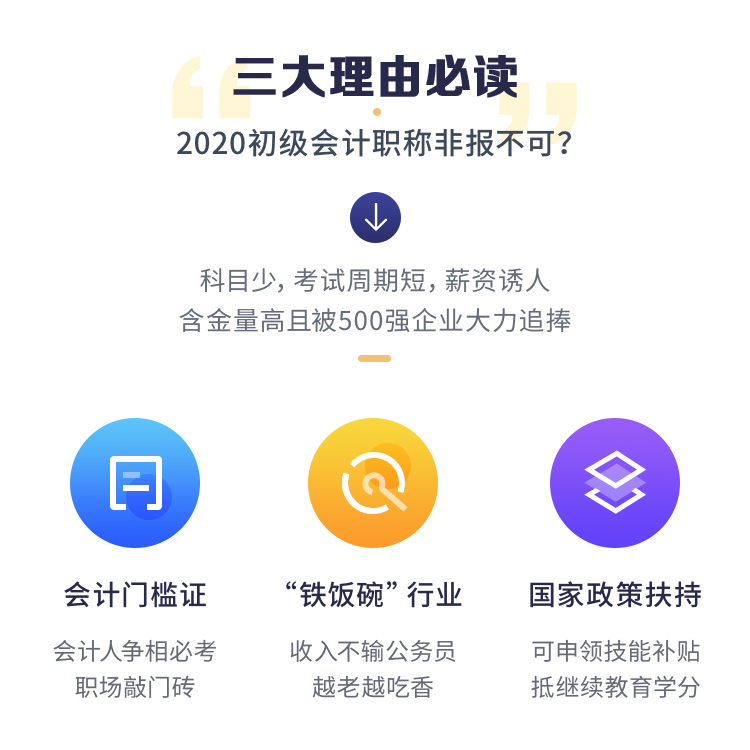 三大理由必读
2020初级会计职称非报不可?
科目少，考试周期短，薪资诱人
含金量高且被500强企业大力追捧
会计门槛证
会计人争相必考
职场敲门砖
“铁饭碗”行业
收入不输公务员
越老越吃香
国家政策扶持
可申领技能补贴
抵继续教育学分